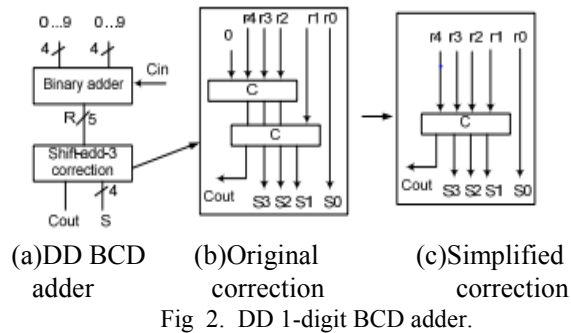 0...9 0...9
4 4
Cin
Binary adder
R 5
Shift-add-3
correction
4
Cout S
r4 r3 r2 r1 r0
0
C
C
Cout
S3 S2 S1 S0
r4 r3 r2 r1 r0
C
Cout
S3 S2 S1 S0
(a)DD BCD adder
(b)Original correction
(c)Simplified correction
Fig 2. DD 1-digit BCD adder.